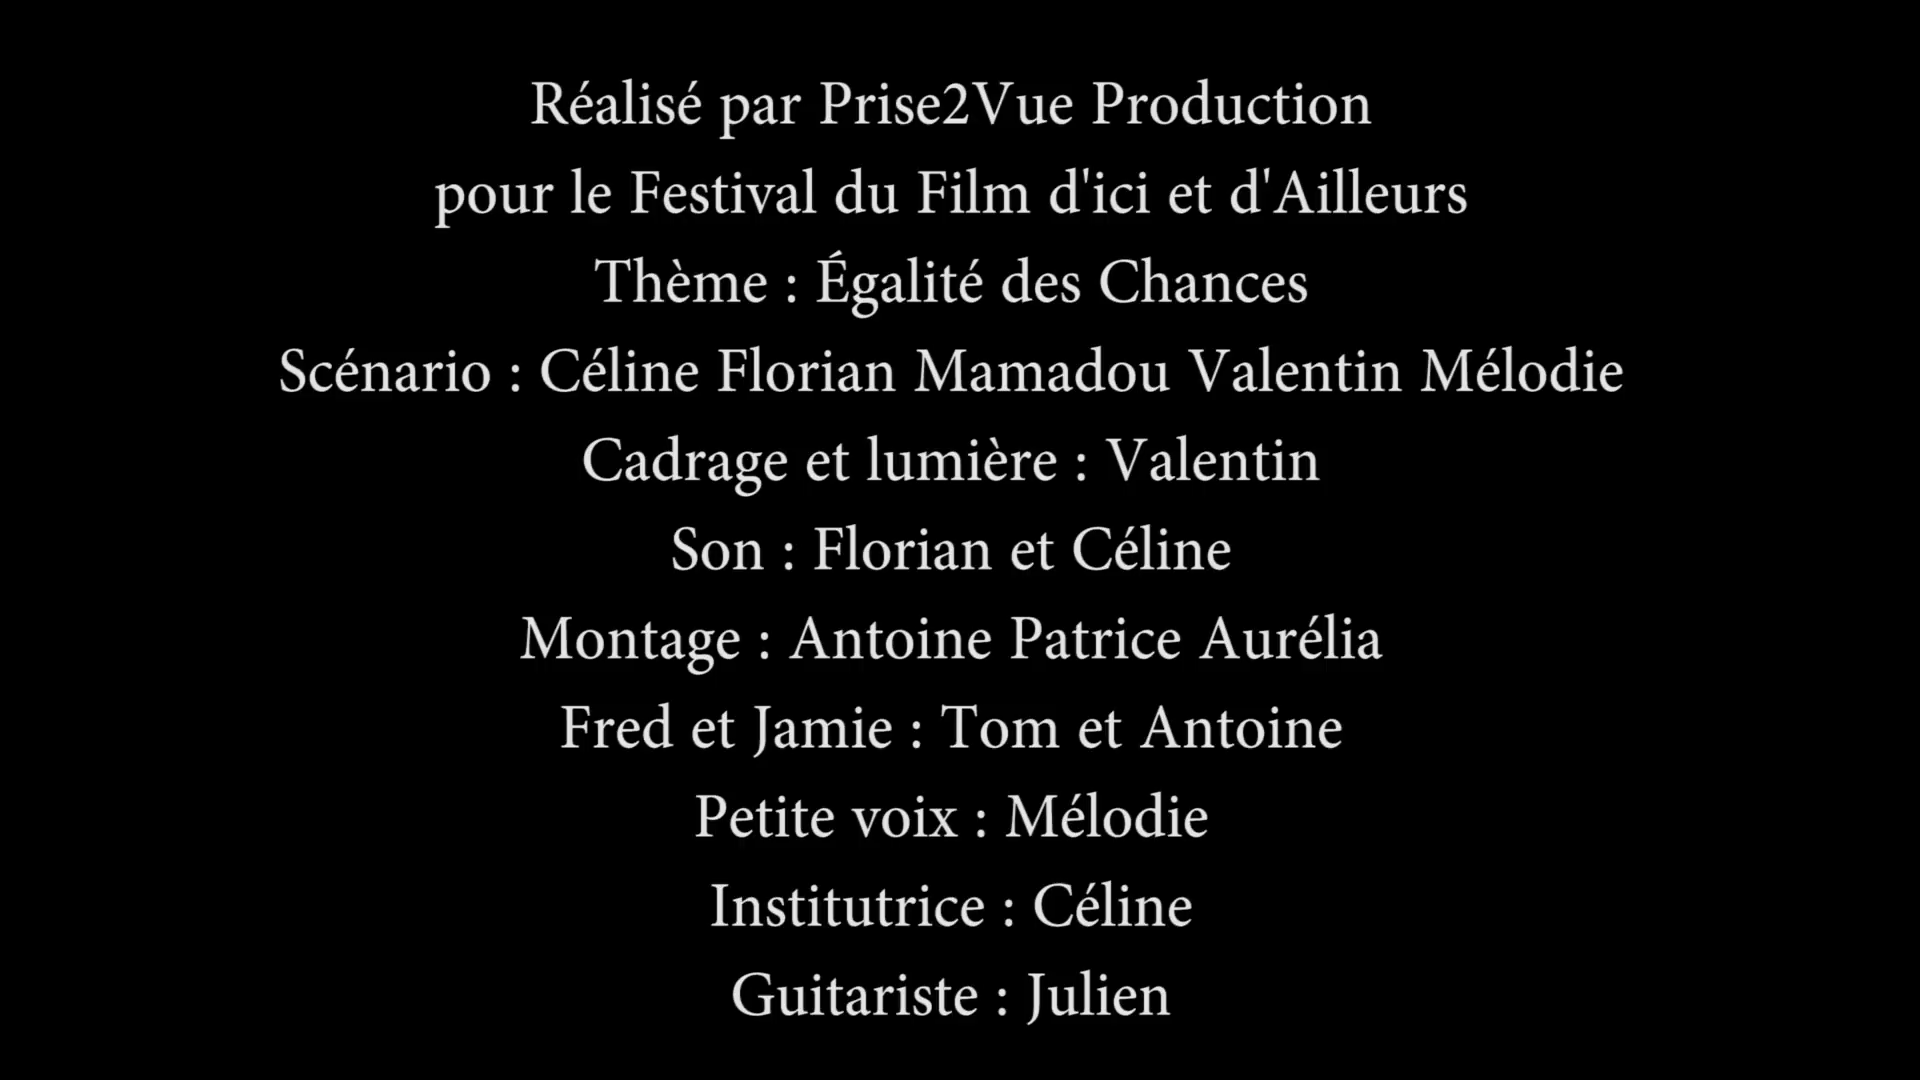 Réalisé par Prise2Vue Production
pour le Festival du Film d'ici et d'Ailleurs
Thème : Égalité des Chances
Scénario : Céline Florian Mamadou Valentin Mélodie
Cadrage et lumière : Valentin
Son : Florian et Céline
Montage : Antoine Patrice Aurélia
Fred et Jamie : Tom et Antoine
Petite voix : Mélodie
Institutrice : Céline
Guitariste : Julien